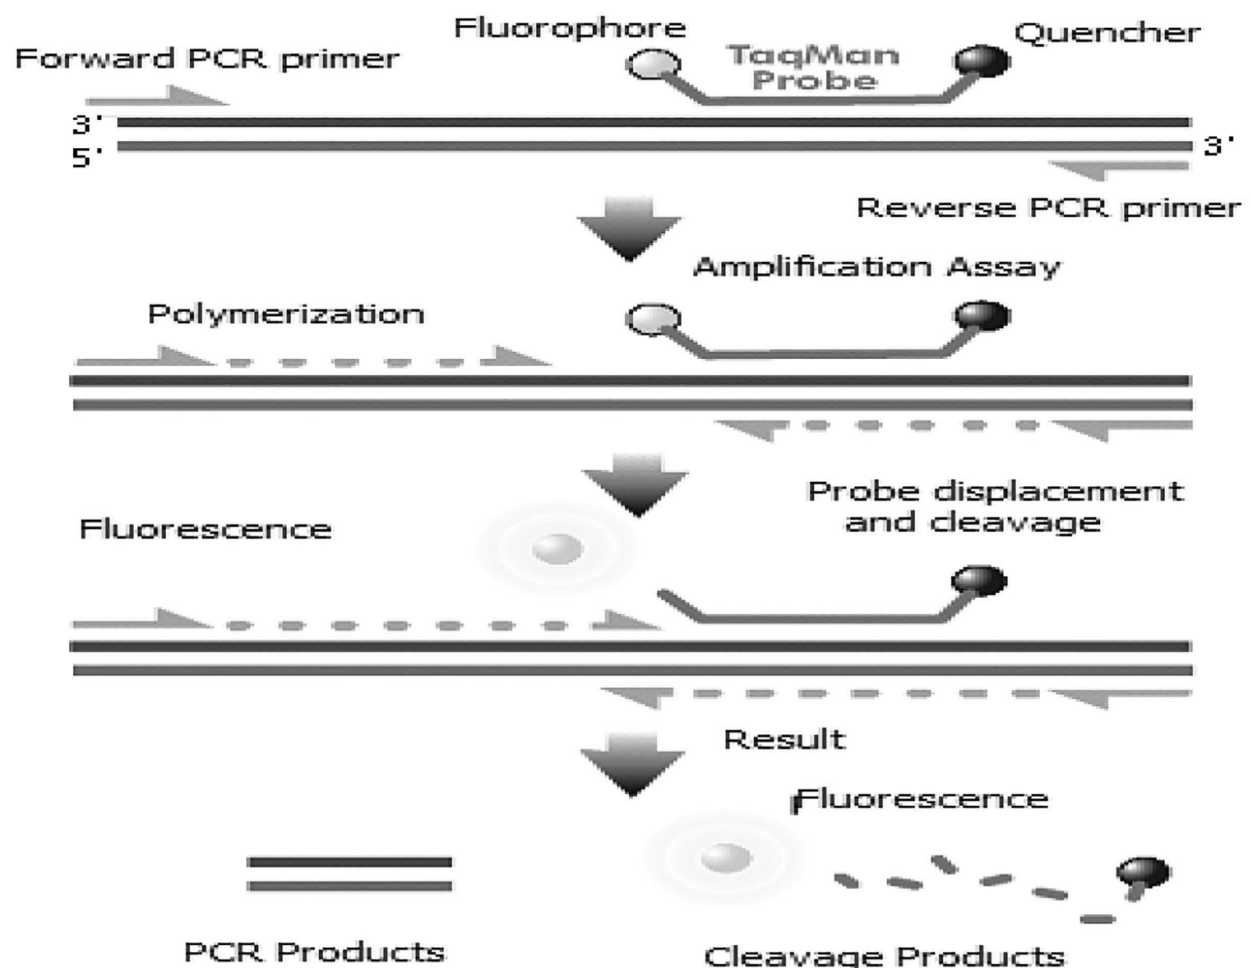 Fluorophore
Quencher
Forward PCR primer
TaqMan
Probe
3'
5'
3'
Reverse PCR primer
Amplification Assay
Polymerization
Probe displacement
and cleavage
Fluorescence
Result
Fluorescence
PCR Products
Cleavage Products